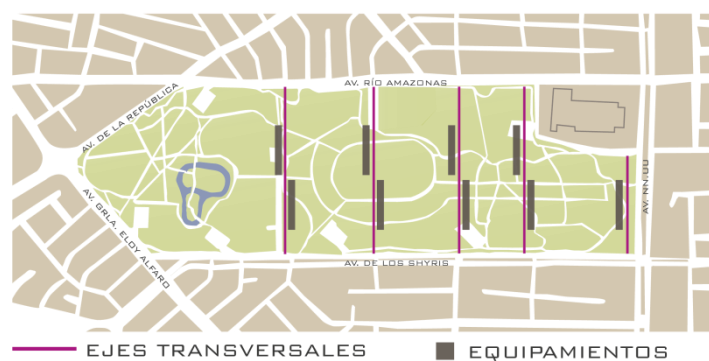 AV. RÍO AMAZONAS
AV. DE LA REPÚBLICA
AV. NN.UU
AV. GRLA. ELOY ALFARO
AV. DE LOS SHYRIS
EJES TRANSVERSALES
EQUIPAMIENTOS